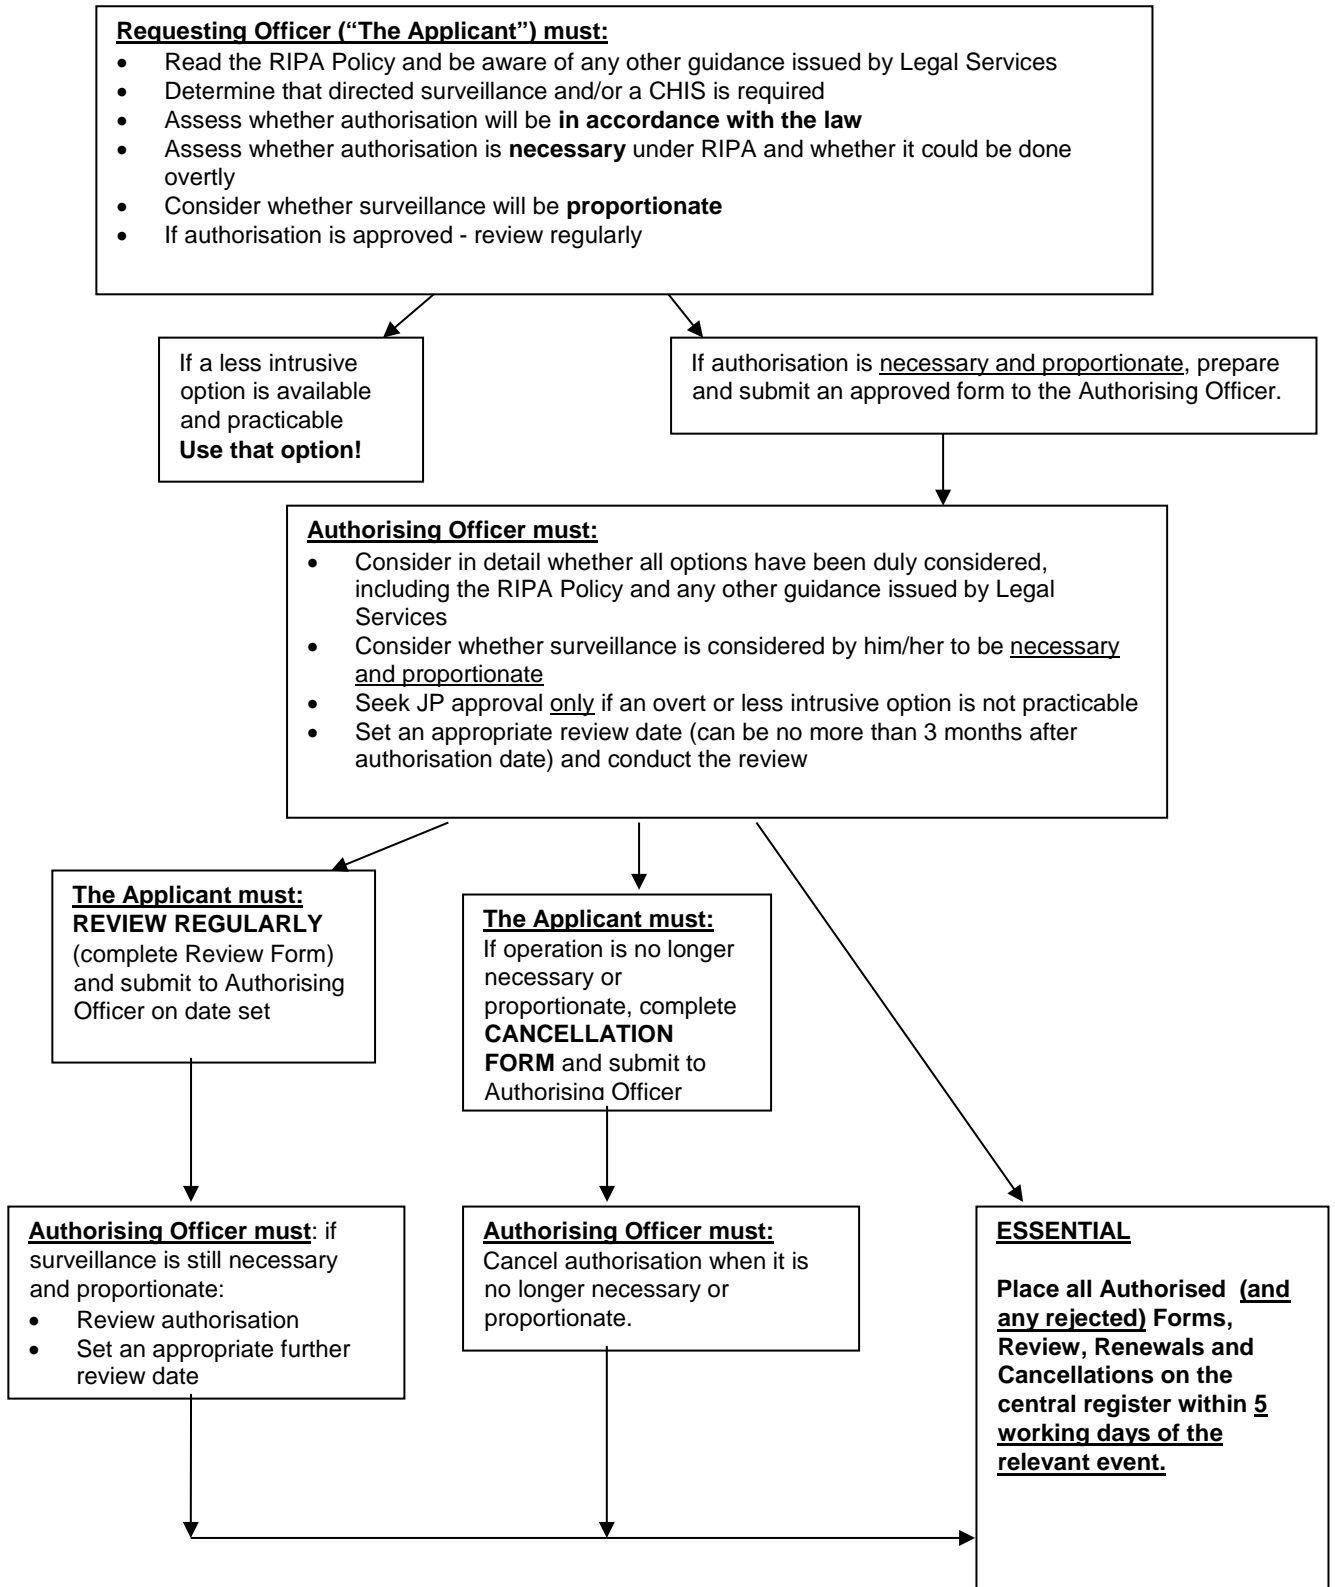 Requesting Officer (“The Applicant”) must:
• Read the RIPA Policy and be aware of any other guidance issued by Legal Services
• Determine that directed surveillance and/or a CHIS is required
• Assess whether authorisation will be in accordance with the law
• Assess whether authorisation is necessary under RIPA and whether it could be done
overtly
• Consider whether surveillance will be proportionate
• If authorisation is approved - review regularly
If a less intrusive
option is available
and practicable
Use that option!
If authorisation is necessary and proportionate, prepare
and submit an approved form to the Authorising Officer.
Authorising Officer must:
• Consider in detail whether all options have been duly considered,
including the RIPA Policy and any other guidance issued by Legal
Services
• Consider whether surveillance is considered by him/her to be necessary
and proportionate
• Seek JP approval only if an overt or less intrusive option is not practicable
• Set an appropriate review date (can be no more than 3 months after
authorisation date) and conduct the review
The Applicant must:
REVIEW REGULARLY
(complete Review Form)
and submit to Authorising
Officer on date set
The Applicant must:
If operation is no longer
necessary or
proportionate, complete
CANCELLATION
FORM and submit to
Authorising Officer
Authorising Officer must: if
surveillance is still necessary
and proportionate:
• Review authorisation
• Set an appropriate further
review date
Authorising Officer must:
Cancel authorisation when it is
no longer necessary or
proportionate.
ESSENTIAL
Place all Authorised (and
any rejected) Forms,
Review, Renewals and
Cancellations on the
central register within 5
working days of the
relevant event.